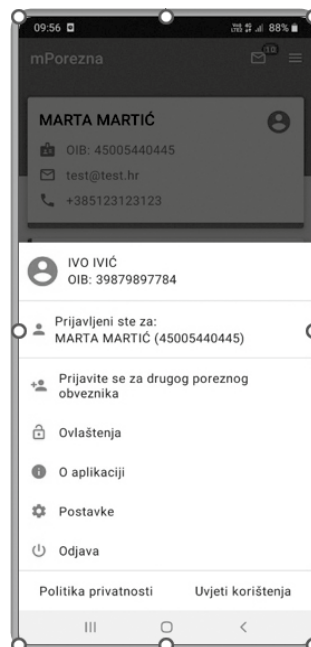 09:56 88%
mPorezna 10
MARTA MARTIĆ
OIB: 45005440445
test@test.hr
+385123123123
IVO IVIĆ
OIB: 39879897784
Prijavljeni ste za:
MARTA MARTIĆ (45005440445)
Prijavite se za drugog poreznog
obveznika
Ovlaštenja
O aplikaciji
Postavke
Odjava
Politika privatnosti Uvjeti korištenja